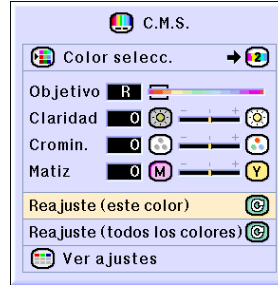 C.M.S.
Color selecc. 2
Objetivo R
Claridad 0 - +
Cromin. 0 - +
Matiz 0 M - + Y
Reajuste (este color)
Reajuste (todos los colores)
Ver ajustes